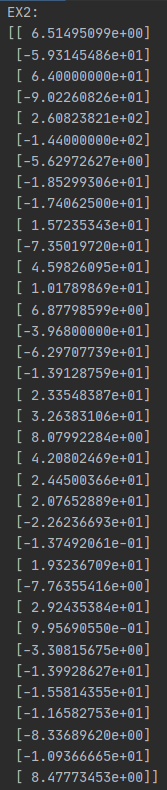 EX2:
[[ 6.51495099e+00]
[-5.93145486e+01]
[ 6.40000000e+01]
[-9.02260826e+01]
[ 2.60823821e+02]
[-1.44000000e+02]
[-5.62972627e+00]
[-1.85299306e+01]
[-1.74062500e+01]
[ 1.57235343e+01]
[-7.35019720e+01]
[ 4.59826095e+01]
[ 1.01789869e+01]
[ 6.87798599e+00]
[-3.96800000e+01]
[-6.29707739e+01]
[-1.39128759e+01]
[ 2.33548387e+01]
[ 3.26383106e+01]
[ 8.07992284e+00]
[ 4.20802469e+01]
[ 2.44500366e+01]
[ 2.07652889e+01]
[-2.26236693e+01]
[-1.37492061e-01]
[ 1.93236709e+01]
[-7.76355416e+00]
[ 2.92435384e+01]
[ 9.95690550e-01]
[-3.30815675e+00]
[-1.39928627e+01]
[-1.55814355e+01]
[-1.16582753e+01]
[-8.33689620e+00]
[-1.09366665e+01]
[ 8.47773453e+00]]